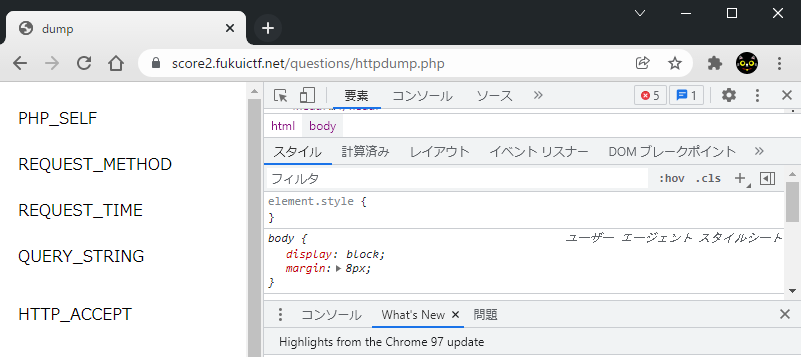 dump
score2.fukuictf.net/questions/httpdump.php
PHP_SELF
REQUEST_METHOD
REQUEST_TIME
QUERY_STRING
HTTP_ACCEPT
要素 コンソール ソース » 5 1
html body
スタイル 計算済み レイアウト イベント リスナー DOM ブレークポイント »
フィルタ :hov .cls
element.style {
}
body { ユーザー エージェント スタイルシート
display: block;
margin: 8px;
}
コンソール What's New 問題
Highlights from the Chrome 97 update